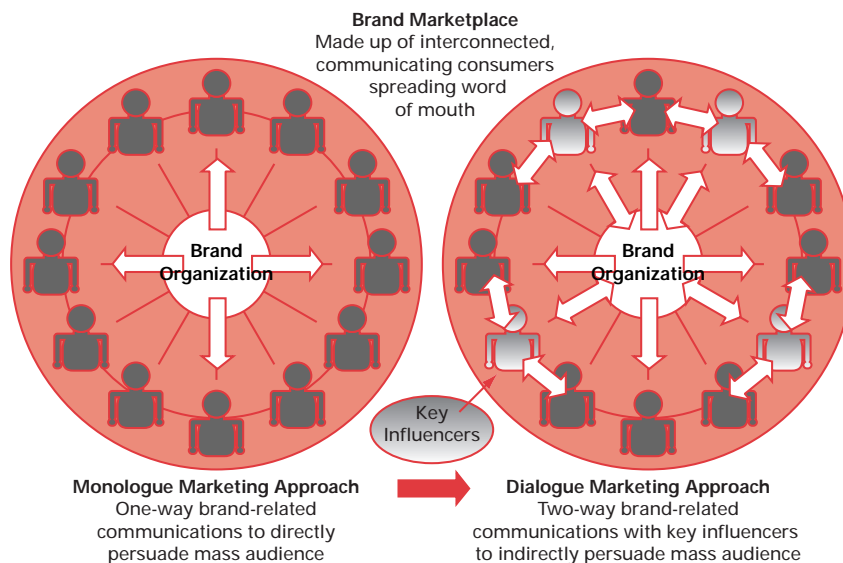 Brand Marketplace
Made up of interconnected,
communicating consumers
spreading word
of mouth
Brand
Organization
Brand
Organization
Key
Influencers
Monologue Marketing Approach
One-way brand-related
communications to directly
persuade mass audience
Dialogue Marketing Approach
Two-way brand-related
communications with key influencers
to indirectly persuade mass audience